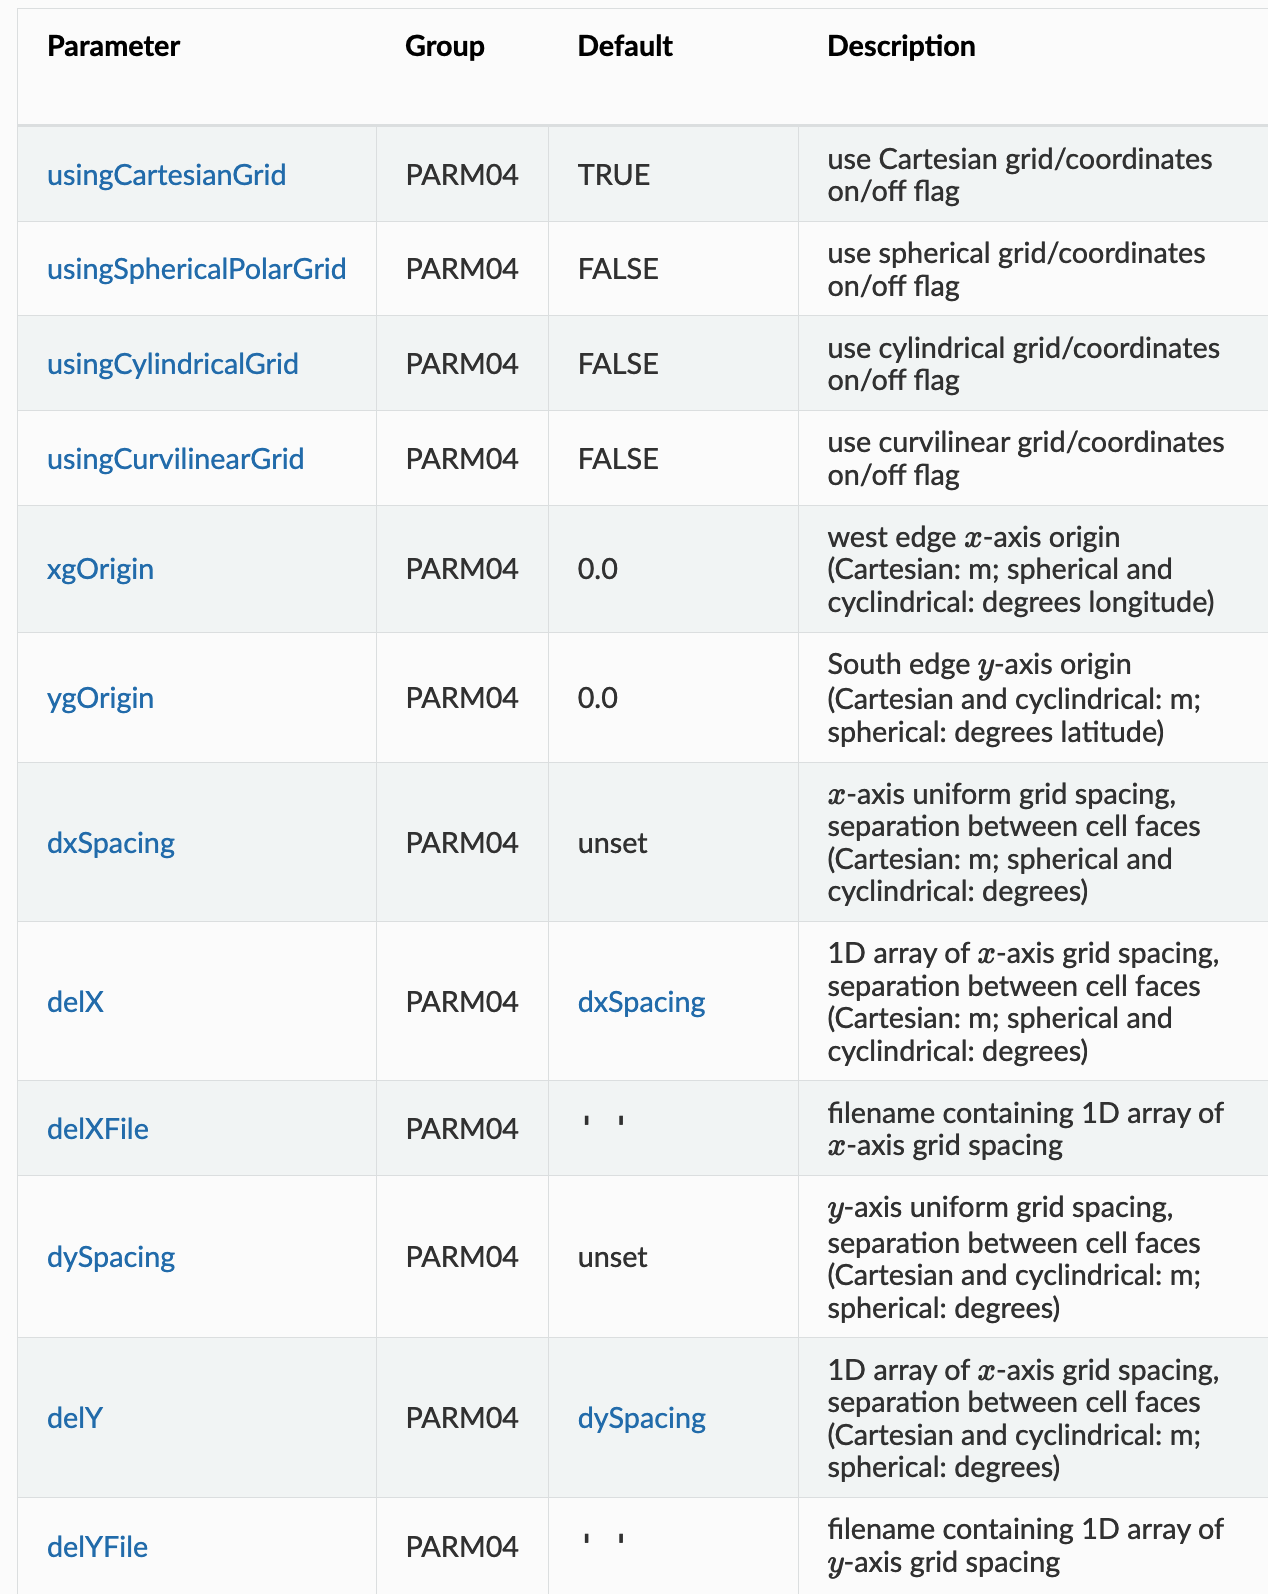 Parameter Group Default Description
usingCartesianGrid PARM04 TRUE use Cartesian grid/coordinates
on/off flag
usingSphericalPolarGrid PARM04 FALSE use spherical grid/coordinates
on/off flag
usingCylindricalGrid PARM04 FALSE use cylindrical grid/coordinates
on/off flag
usingCurvilinearGrid PARM04 FALSE use curvilinear grid/coordinates
on/off flag
xgOrigin PARM04 0.0 west edge x-axis origin
(Cartesian: m; spherical and
cyclindrical: degrees longitude)
ygOrigin PARM04 0.0 South edge y-axis origin
(Cartesian and cyclindrical: m;
spherical: degrees latitude)
dxSpacing PARM04 unset x-axis uniform grid spacing,
separation between cell faces
(Cartesian: m; spherical and
cyclindrical: degrees)
delX PARM04 dxSpacing 1D array of x-axis grid spacing,
separation between cell faces
(Cartesian: m; spherical and
cyclindrical: degrees)
delXFile PARM04 ' ' filename containing 1D array of
x-axis grid spacing
dySpacing PARM04 unset y-axis uniform grid spacing,
separation between cell faces
(Cartesian and cyclindrical: m;
spherical: degrees)
delY PARM04 dySpacing 1D array of x-axis grid spacing,
separation between cell faces
(Cartesian and cyclindrical: m;
spherical: degrees)
delYFile PARM04 ' ' filename containing 1D array of
y-axis grid spacing